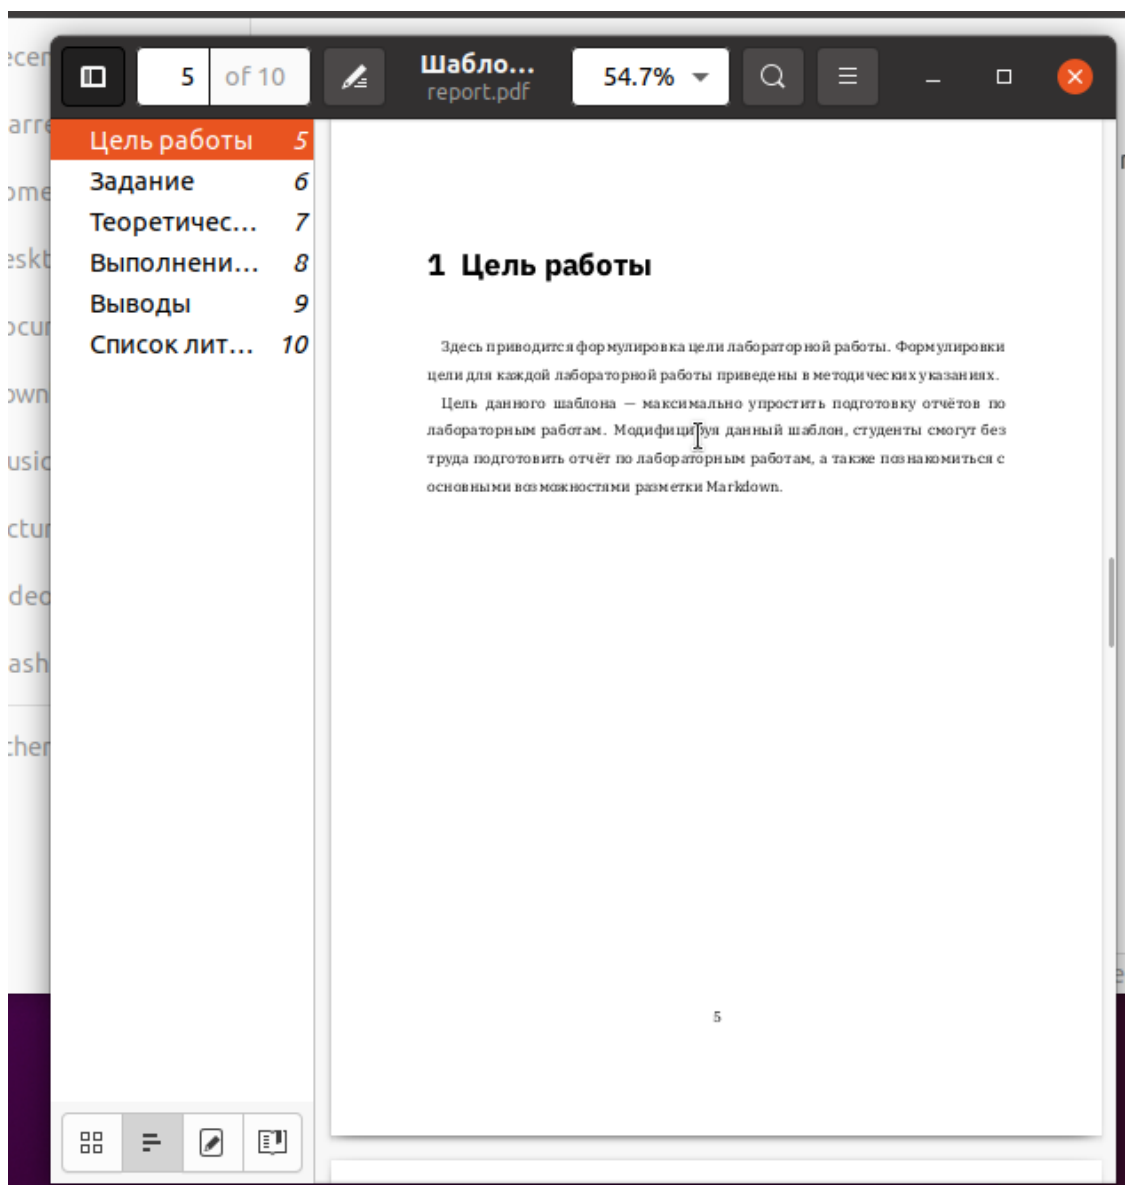 5 of 10
Шабло...
report.pdf
54.7%
Цель работы 5
Задание 6
Теоретичес... 7
Выполнени... 8
Выводы 9
Список лит... 10
1 Цель работы
Здесь приводится формулировка цели лабораторной работы. Формулировки
цели для каждой лабораторной работы приведены в методических указаниях.
Цель данного шаблона — максимально упростить подготовку отчётов по
лабораторным работам. Модифицируя данный шаблон, студенты смогут без
труда подготовить отчёт по лабораторным работам, а также познакомиться с
основными возможностями разметки Markdown.
5